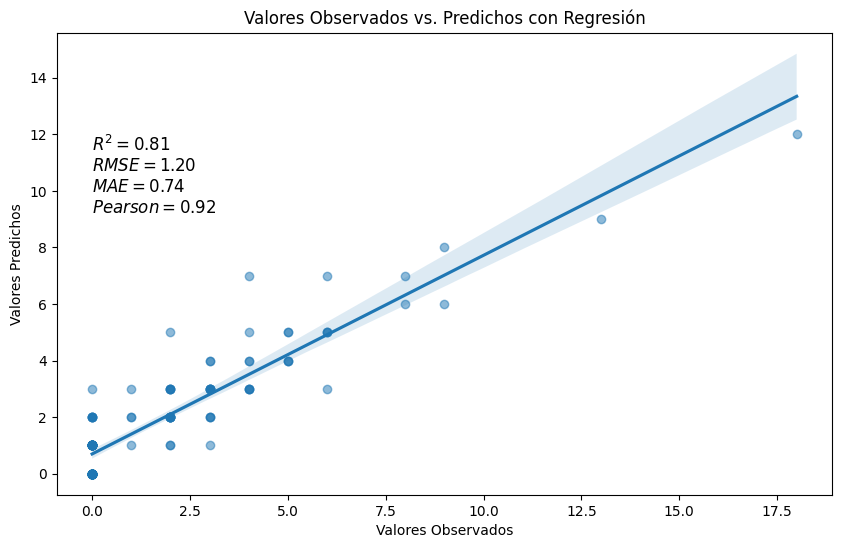 Valores Observados vs. Predichos con Regresión
14
12
10
8
6
4
2
0
Valores Predichos
R² = 0.81
RMSE = 1.20
MAE = 0.74
Pearson = 0.92
0.0 2.5 5.0 7.5 10.0 12.5 15.0 17.5
Valores Observados